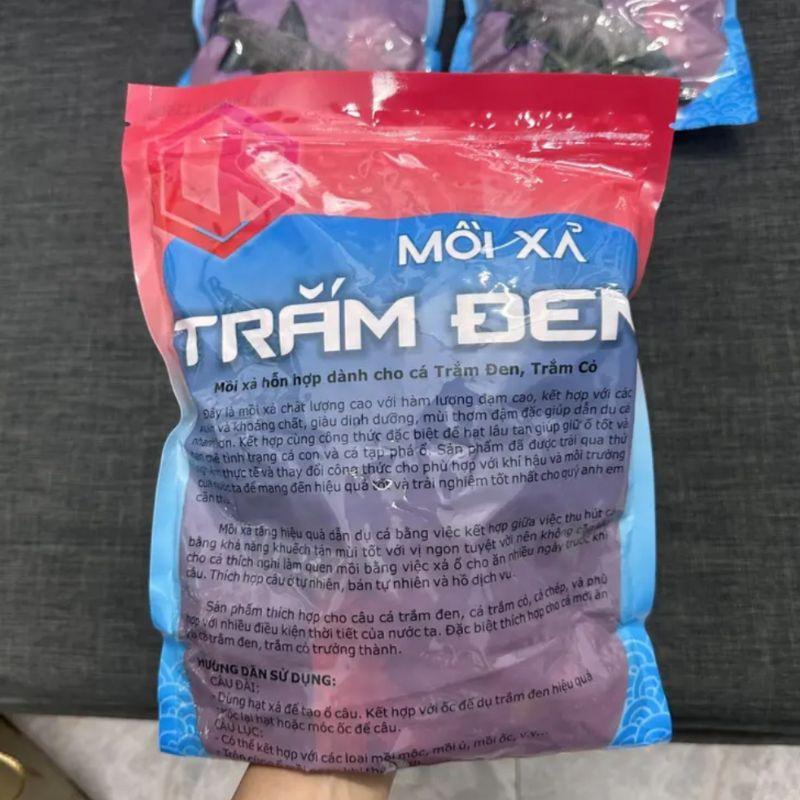 MỒI XẢ
TRẮM ĐEN
Mồi xả hỗn hợp dành cho cá Trắm Đen, Trắm Cỏ
Đây là mồi xả chất lượng cao với hàm lượng đạm cao, kết hợp với các
và khoáng chất, giàu dinh dưỡng, mùi thơm đậm đặc giúp dẫn dụ cá
hơn. Kết hợp cùng công thức đặc biệt để hạt lâu tan giúp giữ ổ tốt và
chế tình trạng cá con và cá tạp phá ổ. Sản phẩm đã được trải qua thử
thực tế và thay đổi công thức cho phù hợp với khí hậu và môi trường
ta để mang đến hiệu quả tốt và trải nghiệm tốt nhất cho quý anh em
cần thủ.
Mồi xả tăng hiệu quả dẫn dụ cá bằng việc kết hợp giữa việc thu hút
bằng khả năng khuếch tán mùi tốt với vị ngon tuyệt vời nên không
cho cá thích nghi làm quen mồi bằng việc xả ổ cho ăn nhiều ngày trước khi
câu. Thích hợp câu ở tự nhiên, bán tự nhiên và hồ dịch vụ.
Sản phẩm thích hợp cho câu cá trắm đen, cá trắm cỏ, cá chép, và phù
hợp với nhiều điều kiện thời tiết của nước ta. Đặc biệt thích hợp cho cá mới ăn
và cá trắm đen, trắm cỏ trưởng thành.
HƯỚNG DẪN SỬ DỤNG:
CÂU ĐÀI:
- Dùng hạt xả để tạo ổ câu. Kết hợp với ốc để dụ trắm đen hiệu quả
- Móc lại hạt hoặc móc ốc để câu.
CÂU LỤC:
- Có thể kết hợp với các loại mồi mộc, mồi ủ, mồi ốc, v.v...